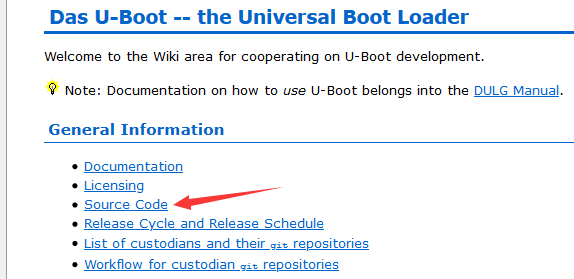 Das U-Boot -- the Universal Boot Loader
Welcome to the Wiki area for cooperating on U-Boot development.
Note: Documentation on how to use U-Boot belongs into the DULG Manual.
General Information
• Documentation
• Licensing
• Source Code
• Release Cycle and Release Schedule
• List of custodians and their git repositories
• Workflow for custodian git repositories